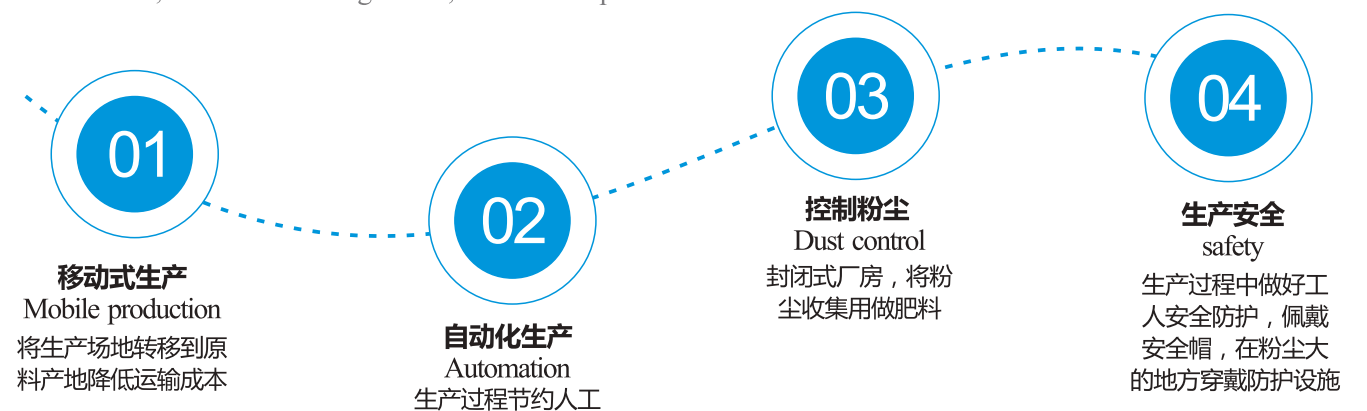 01
移动式生产
Mobile production
将生产场地转移到原
料产地降低运输成本
02
自动化生产
Automation
生产过程节约人工
03
控制粉尘
Dust control
封闭式厂房，将粉
尘收集用做肥料
04
生产安全
safety
生产过程中做好工
人安全防护，佩戴
安全帽，在粉尘大
的地方穿戴防护设施